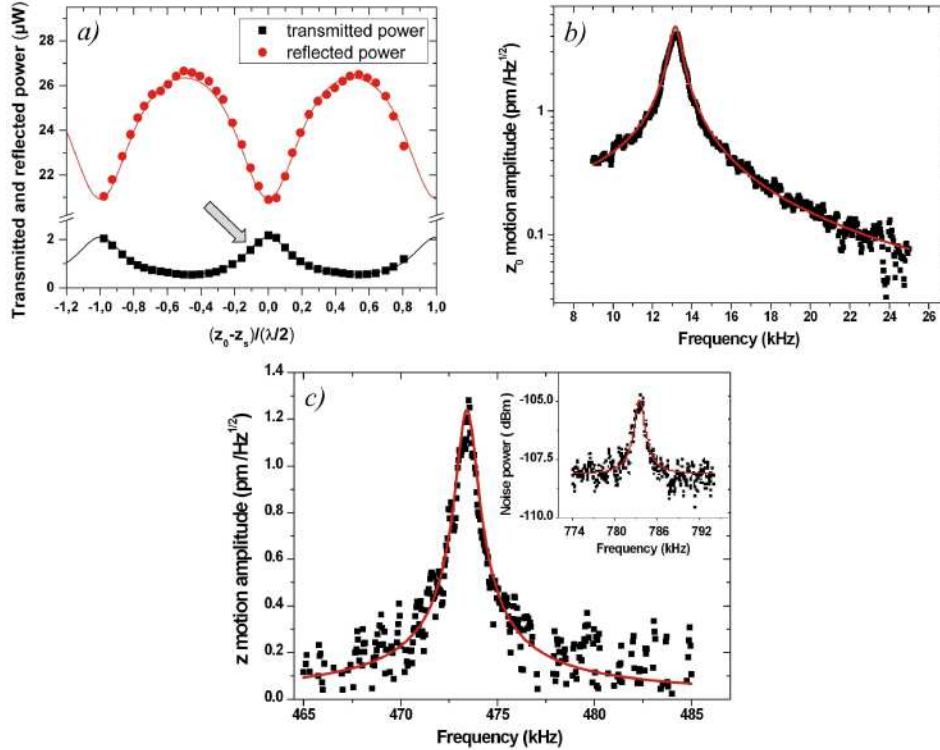 a)
transmitted power
reflected power
Transmitted and reflected power (µW)
28
26
24
22
2
0
-1,2 -1,0 -0,8 -0,6 -0,4 -0,2 0,0 0,2 0,4 0,6 0,8 1,0
(z₀-zₛ)/(λ/2)
b)
z₀ motion amplitude (pm /Hz^1/2)
1
0.1
8 10 12 14 16 18 20 22 24 26
Frequency (kHz)
c)
z motion amplitude (pm/Hz^1/2)
1.4
1.2
1.0
0.8
0.6
0.4
0.2
0.0
465 470 475 480 485
Frequency (kHz)
Noise power ( dBm)
-105.0
-107.5
-110.0
774 780 786 792
Frequency (kHz)